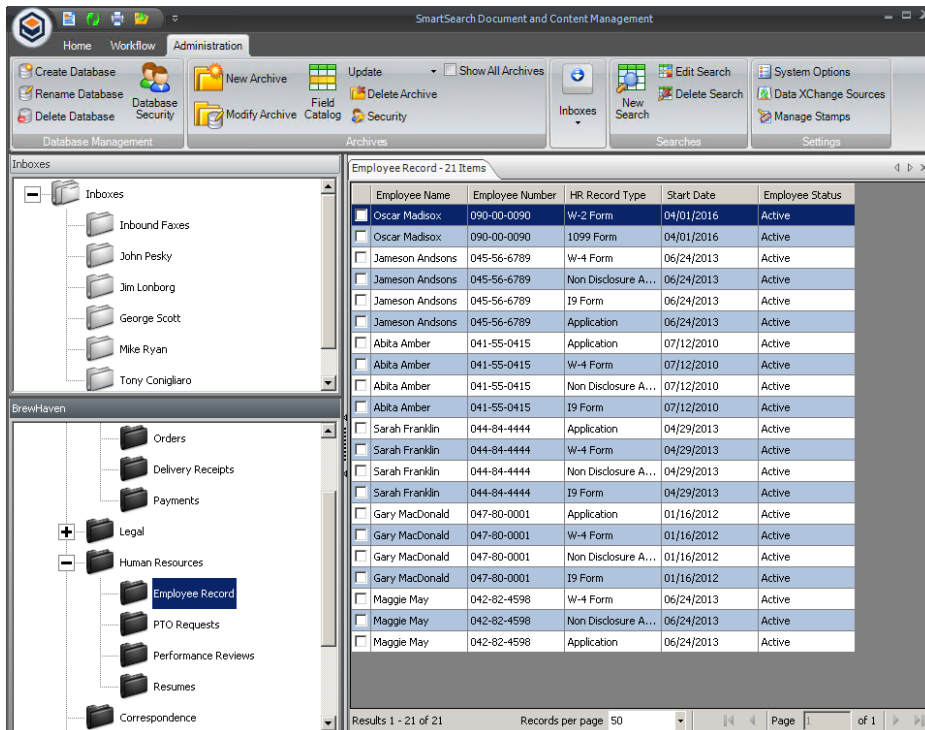 SmartSearch Document and Content Management
Home Workflow Administration
Create Database
Rename Database
Delete Database
Database Security
Database Management
New Archive
Modify Archive
Field Catalog
Update
Show All Archives
Delete Archive
Security
Archives
Inboxes
New Search
Edit Search
Delete Search
Searches
System Options
Data XChange Sources
Manage Stamps
Settings
Inboxes
Inboxes
Inbound Faxes
John Pesky
Jim Lonborg
George Scott
Mike Ryan
Tony Conigliaro
BrewHaven
Orders
Delivery Receipts
Payments
Legal
Human Resources
Employee Record
PTO Requests
Performance Reviews
Resumes
Correspondence
Employee Record - 21 Items
Employee Name Employee Number HR Record Type Start Date Employee Status
Oscar Madisox 090-00-0090 W-2 Form 04/01/2016 Active
Oscar Madisox 090-00-0090 1099 Form 04/01/2016 Active
Jameson Andsons 045-56-6789 W-4 Form 06/24/2013 Active
Jameson Andsons 045-56-6789 Non Disclosure A... 06/24/2013 Active
Jameson Andsons 045-56-6789 I9 Form 06/24/2013 Active
Jameson Andsons 045-56-6789 Application 06/24/2013 Active
Abita Amber 041-55-0415 Application 07/12/2010 Active
Abita Amber 041-55-0415 W-4 Form 07/12/2010 Active
Abita Amber 041-55-0415 Non Disclosure A... 07/12/2010 Active
Abita Amber 041-55-0415 I9 Form 07/12/2010 Active
Sarah Franklin 044-84-4444 Application 04/29/2013 Active
Sarah Franklin 044-84-4444 W-4 Form 04/29/2013 Active
Sarah Franklin 044-84-4444 Non Disclosure A... 04/29/2013 Active
Sarah Franklin 044-84-4444 I9 Form 04/29/2013 Active
Gary MacDonald 047-80-0001 Application 01/16/2012 Active
Gary MacDonald 047-80-0001 W-4 Form 01/16/2012 Active
Gary MacDonald 047-80-0001 Non Disclosure A... 01/16/2012 Active
Gary MacDonald 047-80-0001 I9 Form 01/16/2012 Active
Maggie May 042-82-4598 W-4 Form 06/24/2013 Active
Maggie May 042-82-4598 Non Disclosure A... 06/24/2013 Active
Maggie May 042-82-4598 Application 06/24/2013 Active
Results 1 - 21 of 21 Records per page 50 Page 1 of 1